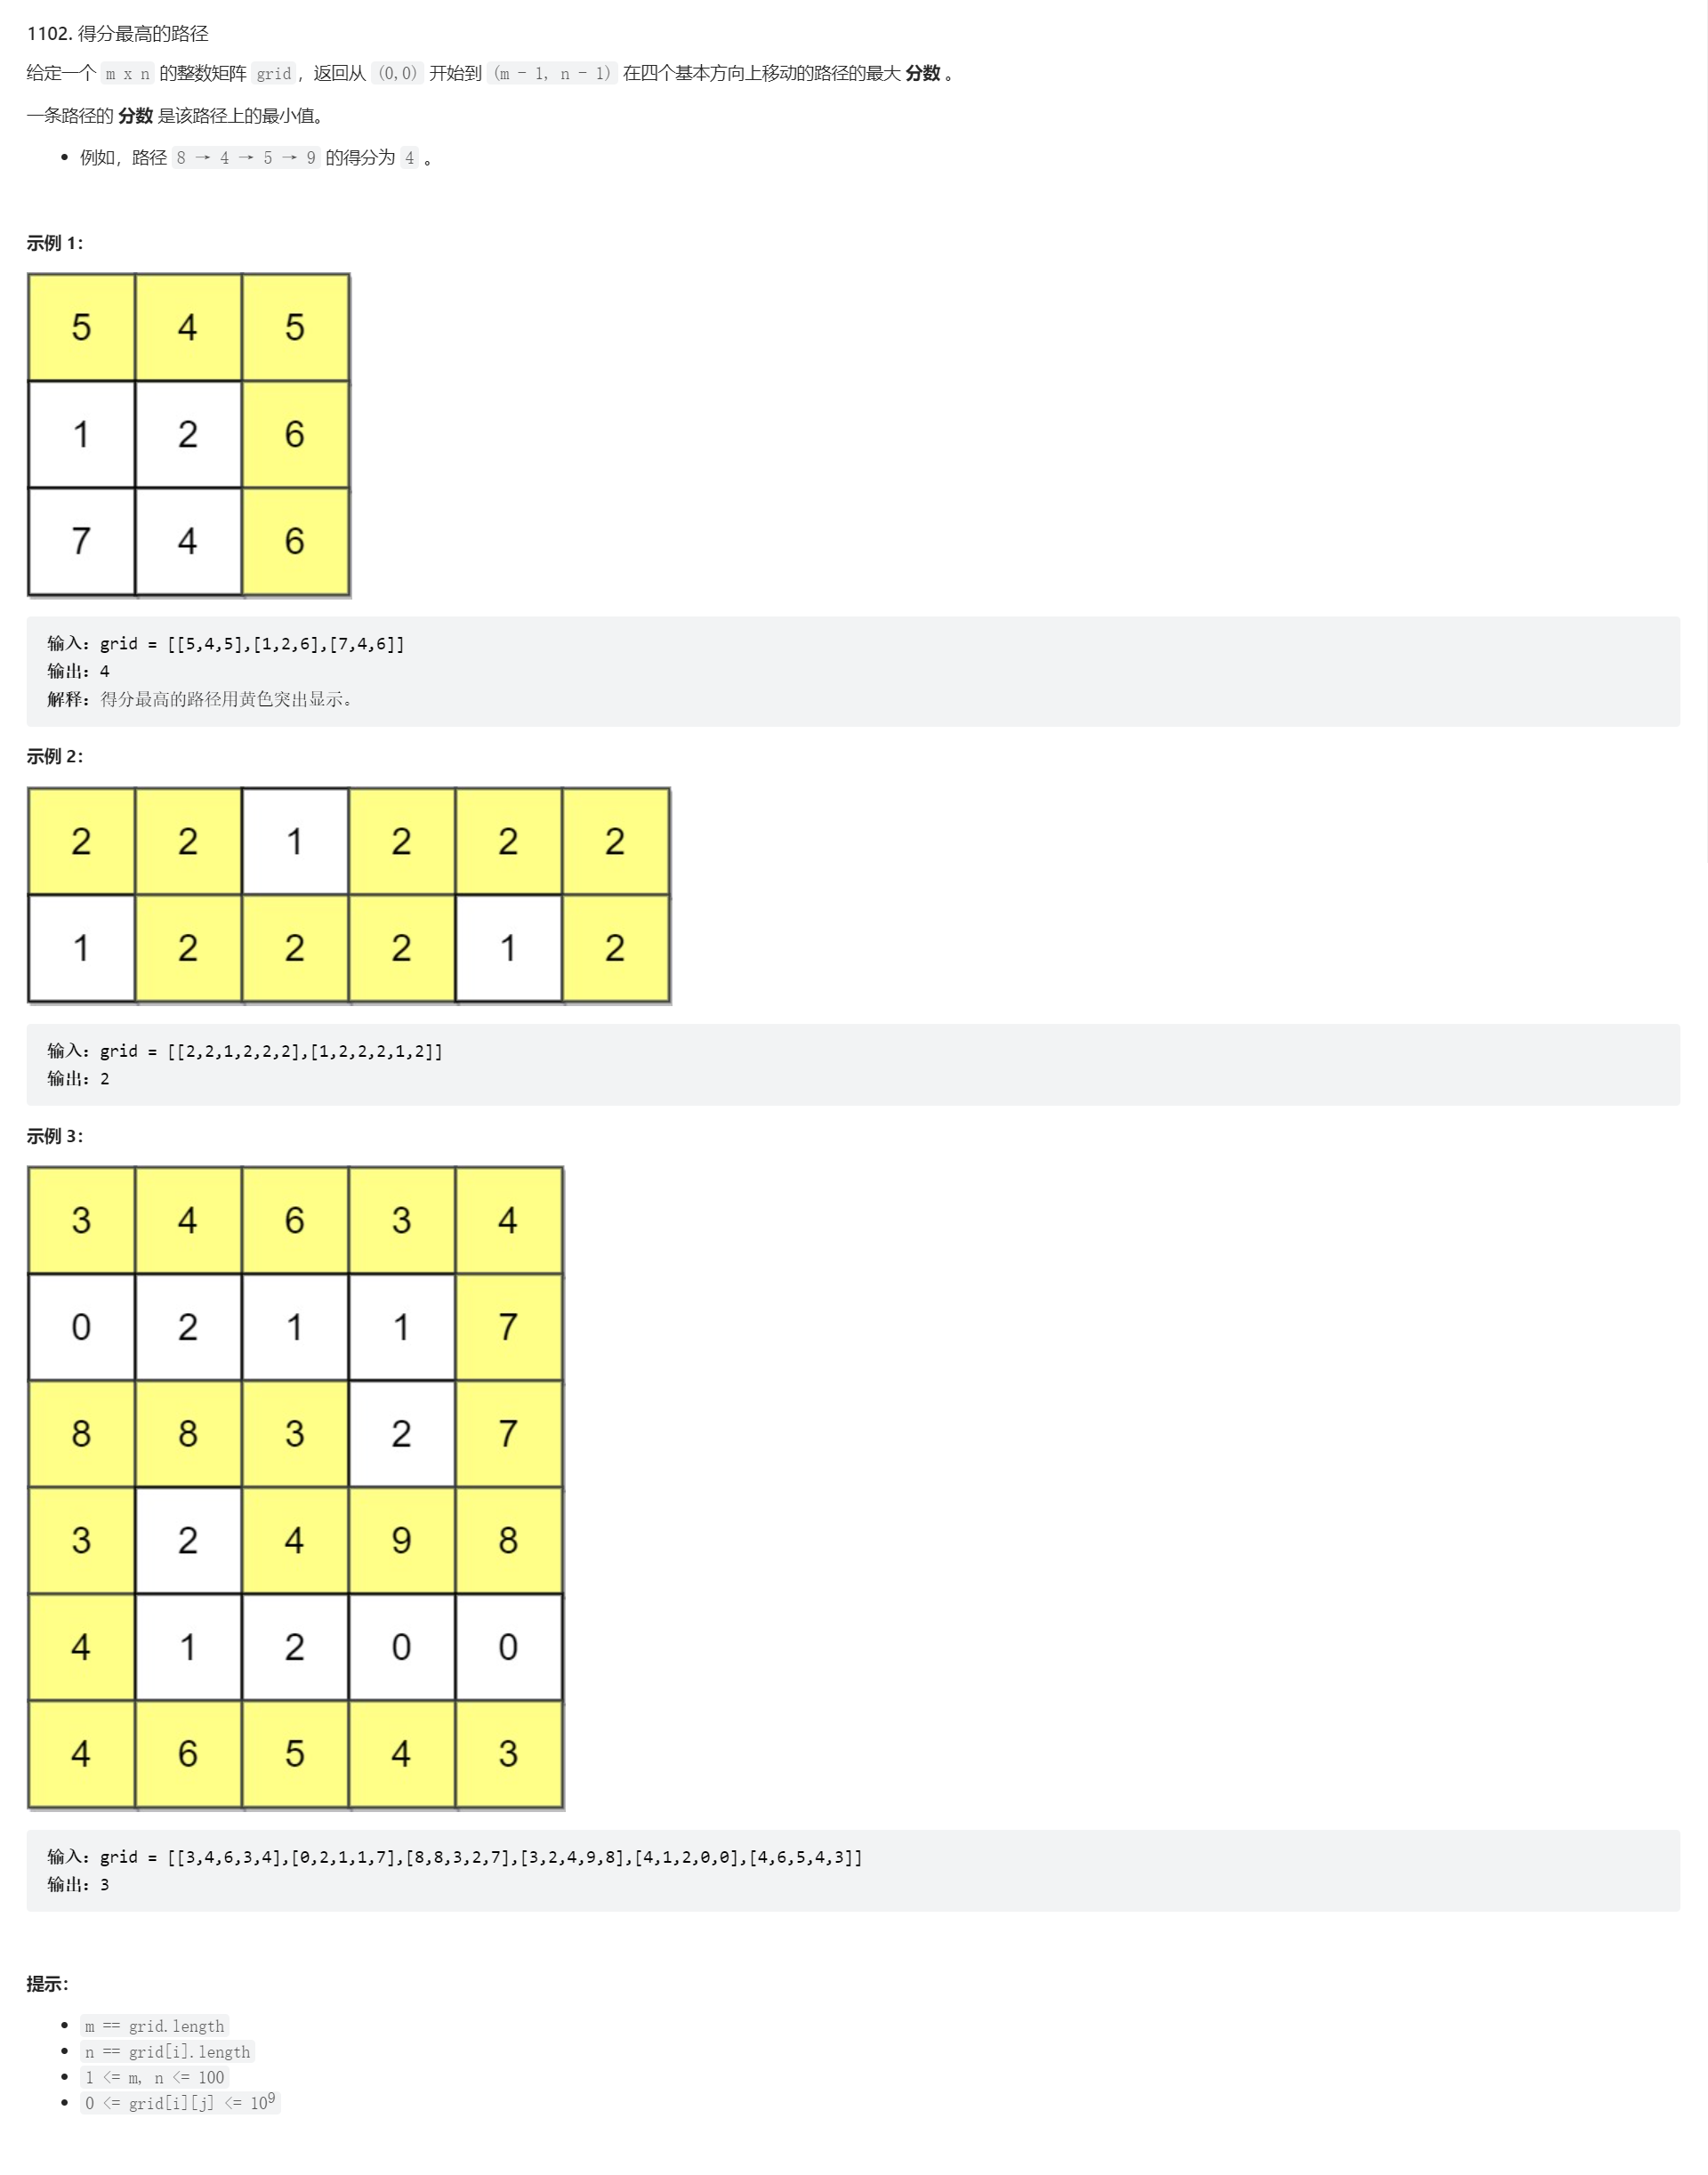 1102. 得分最高的路径
给定一个 m x n 的整数矩阵 grid，返回从 (0,0) 开始到 (m - 1, n - 1) 在四个基本方向上移动的路径的最大 分数 。
一条路径的 分数 是该路径上的最小值。
• 例如，路径 8 → 4 → 5 → 9 的得分为 4 。
示例 1：
5 4 5
1 2 6
7 4 6
输入：grid = [[5,4,5],[1,2,6],[7,4,6]]
输出：4
解释：得分最高的路径用黄色突出显示。
示例 2：
2 2 1 2 2 2
1 2 2 2 1 2
输入：grid = [[2,2,1,2,2,2],[1,2,2,2,1,2]]
输出：2
示例 3：
3 4 6 3 4
0 2 1 1 7
8 8 3 2 7
3 2 4 9 8
4 1 2 0 0
4 6 5 4 3
输入：grid = [[3,4,6,3,4],[0,2,1,1,7],[8,8,3,2,7],[3,2,4,9,8],[4,1,2,0,0],[4,6,5,4,3]]
输出：3
提示：
• m == grid.length
• n == grid[i].length
• 1 <= m, n <= 100
• 0 <= grid[i][j] <= 10⁹